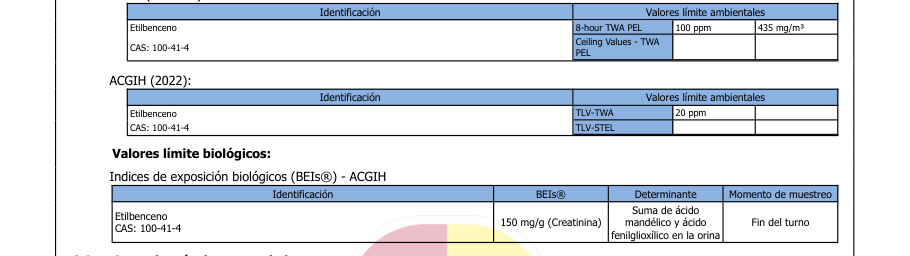 Identificación Valores límite ambientales
Etilbenceno 8-hour TWA PEL 100 ppm 435 mg/m³
CAS: 100-41-4 Ceiling Values - TWA
PEL
ACGIH (2022):
Identificación Valores límite ambientales
Etilbenceno TLV-TWA 20 ppm
CAS: 100-41-4 TLV-STEL
Valores límite biológicos:
Indices de exposición biológicos (BEIs®) - ACGIH
Identificación BEIs® Determinante Momento de muestreo
Etilbenceno
CAS: 100-41-4
150 mg/g (Creatinina)
Suma de ácido
mandélico y ácido
fenilglioxílico en la orina
Fin del turno